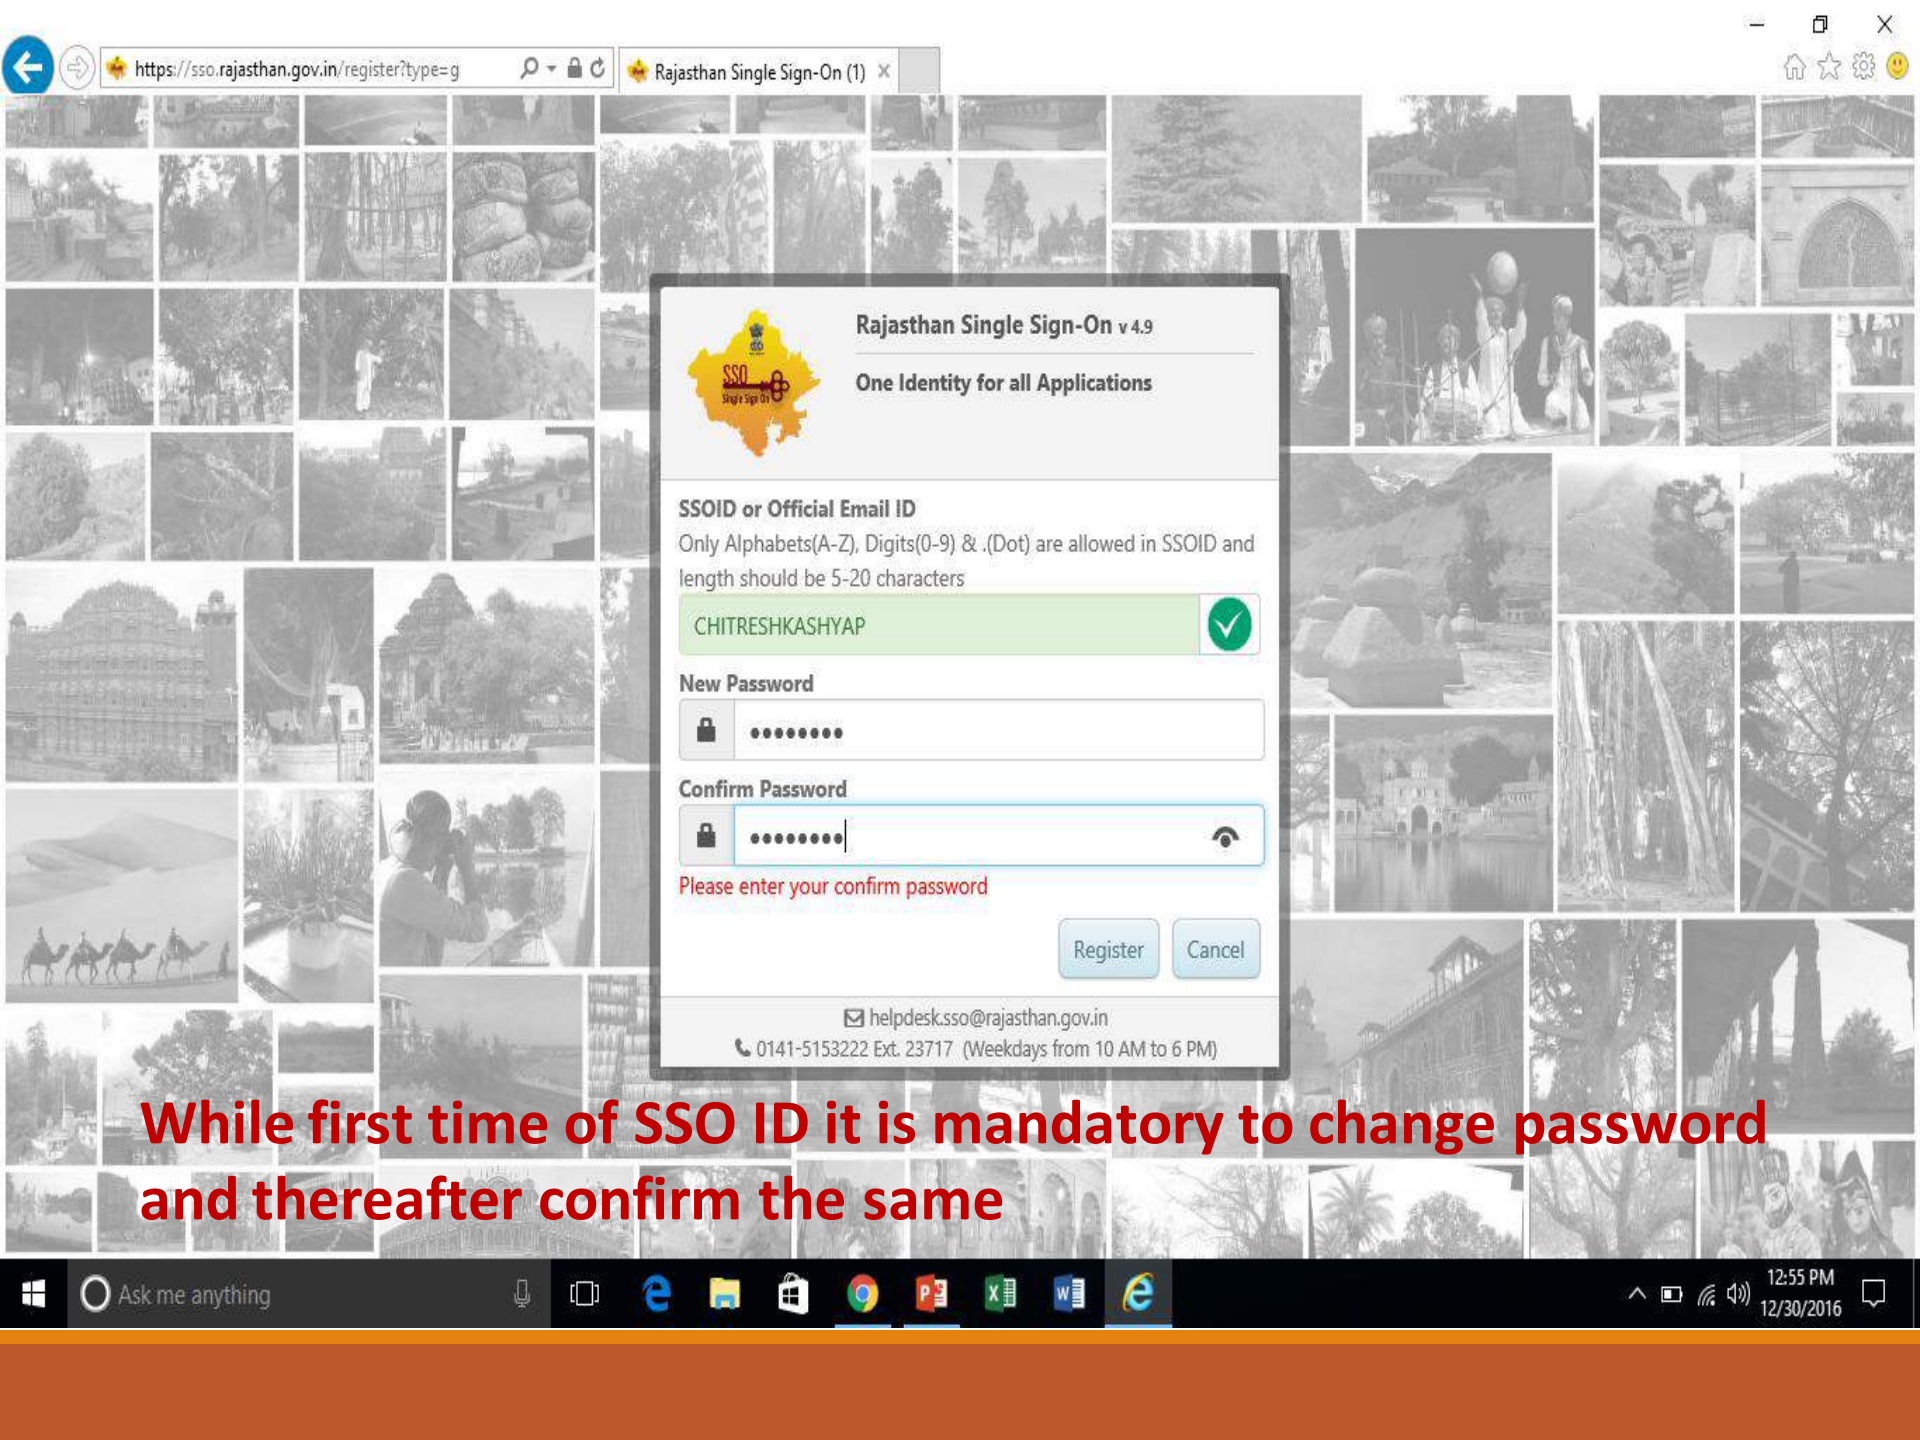 https://sso.rajasthan.gov.in/register?type=g
Rajasthan Single Sign-On (1)
Rajasthan Single Sign-On v 4.9
SSO
Single Sign On
One Identity for all Applications
SSOID or Official Email ID
Only Alphabets(A-Z), Digits(0-9) & .(Dot) are allowed in SSOID and
length should be 5-20 characters
CHITRESHKASHYAP
New Password
••••••••
Confirm Password
••••••••
Please enter your confirm password
Register Cancel
helpdesk.sso@rajasthan.gov.in
0141-5153222 Ext. 23717 (Weekdays from 10 AM to 6 PM)
While first time of SSO ID it is mandatory to change password
and thereafter confirm the same
Ask me anything
12:55 PM
12/30/2016